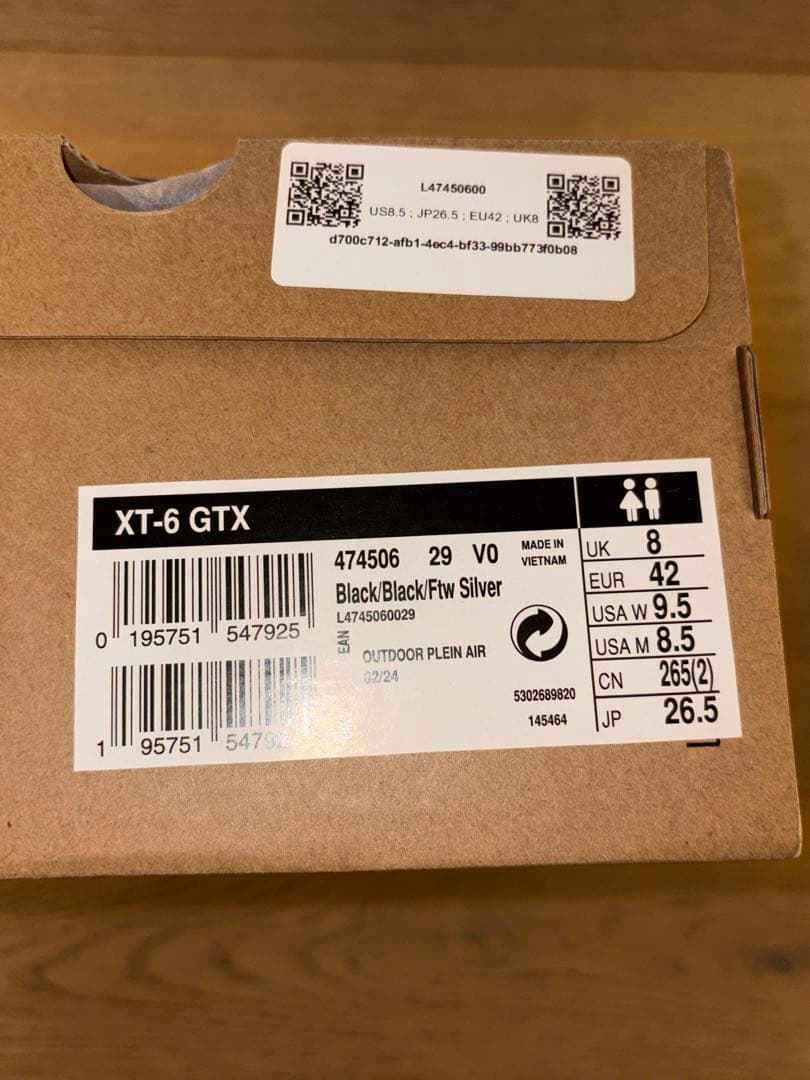 L47450600
US8.5 ; JP26.5 ; EU42 ; UK8
d700c712-afb1-4ec4-bf33-99bb773f0b08
XT-6 GTX
474506 29 V0
MADE IN
VIETNAM
Black/Black/Ftw Silver
L4745060029
EAN
OUTDOOR PLEIN AIR
02/24
5302689820
145464
0 195751 547925
1 95751
UK 8
EUR 42
USA W 9.5
USA M 8.5
CN 265(2)
JP 26.5